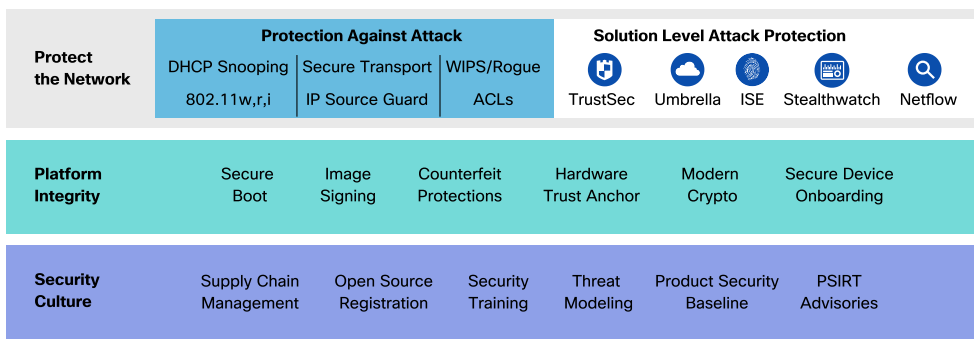 Protect
the Network
Protection Against Attack
DHCP Snooping
Secure Transport
WIPS/Rogue
802.11w,r,i
IP Source Guard
ACLs
Solution Level Attack Protection
TrustSec
Umbrella
ISE
Stealthwatch
Netflow
Platform
Integrity
Secure
Boot
Image
Signing
Counterfeit
Protections
Hardware
Trust Anchor
Modern
Crypto
Secure Device
Onboarding
Security
Culture
Supply Chain
Management
Open Source
Registration
Security
Training
Threat
Modeling
Product Security
Baseline
PSIRT
Advisories